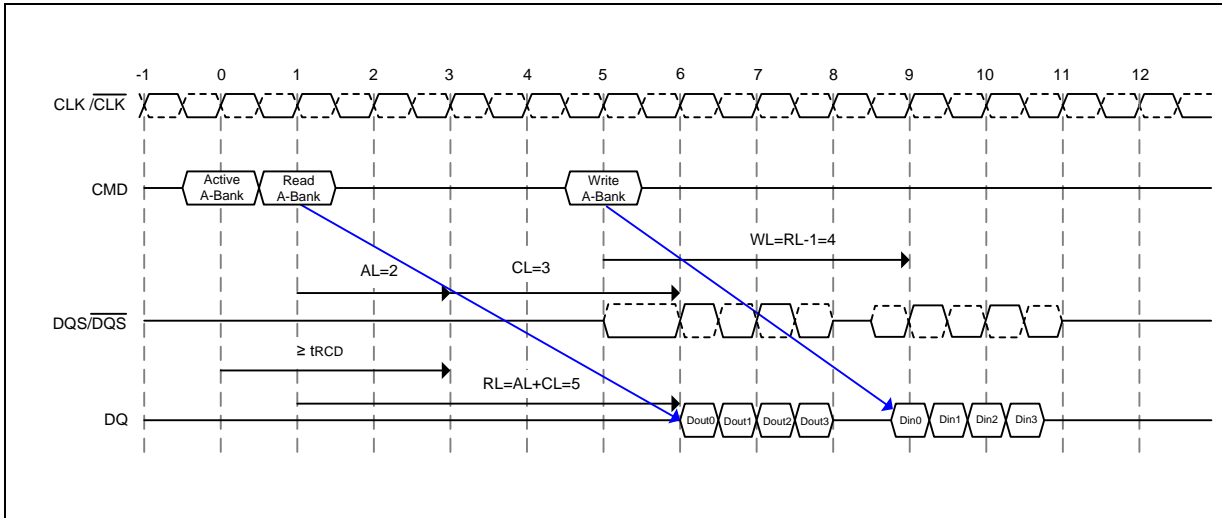 -1 0 1 2 3 4 5 6 7 8 9 10 11 12
CLK /CLK
CMD
Active
A-Bank
Read
A-Bank
Write
A-Bank
WL=RL-1=4
AL=2
CL=3
DQS/DQS
≥ tRCD
RL=AL+CL=5
DQ
Dout0 Dout1 Dout2 Dout3
Din0 Din1 Din2 Din3